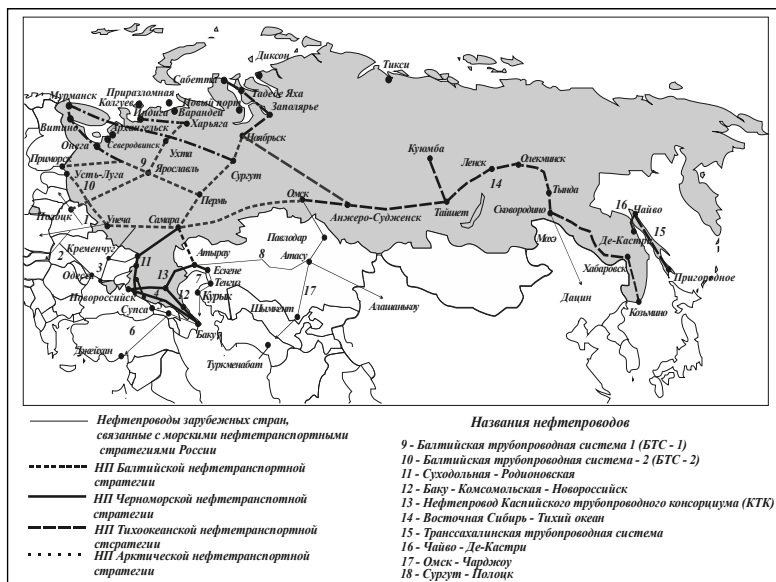 Диксон
Тикси
Сабетта
Мурманск
Приразломная
Колгуев
Новый порт
Тадебе Яха
Заполярье
Индига
Варандей
Витино
Архангельск
Харьяга
Северодвинск
Онега
Ноябрьск
Куюмба
Приморск
Ухта
Ленск
Олекминск
9
Ярославль
Усть-Луга
Сургут
14
10
Пермь
Омск
Тында
Полоцк
1
Анжеро-Судженск
Тайшет
Сковородино
16
Чайво
Унеча
Самара
Павлодар
Мохэ
Де-Кастри
15
Кременчуг
2
Атырау
8
Атасу
3
11
Ескене
Хабаровск
Пригородное
Одесса
13
7
Тенгиз
17
Дацин
Новороссийск
4
12
Курык
Алашанькоу
Супса
Шымкент
Козьмино
6
Баку
Джейхан
Туркменабат
Нефтепроводы зарубежных стран,
связанные с морскими нефтетранспортными
стратегиями России
НП Балтийской нефтетранспортной
стратегии
НП Черноморской нефтетранспотной
стратегии
НП Тихоокеанской нефтетранспортной
стсратегии
НП Арктической нефтетранспортной
стратегии
Названия нефтепроводов
9 - Балтийская трубопроводная система 1 (БТС - 1)
10 - Балтийская трубопроводная система - 2 (БТС - 2)
11 - Суходольная - Родионовская
12 - Баку - Комсомольская - Новороссийск
13 - Нефтепровод Каспийского трубопроводного консорциума (КТК)
14 - Восточная Сибирь - Тихий океан
15 - Транссахалинская трубопроводная система
16 - Чайво - Де-Кастри
17 - Омск - Чарджоу
18 - Сургут - Полоцк